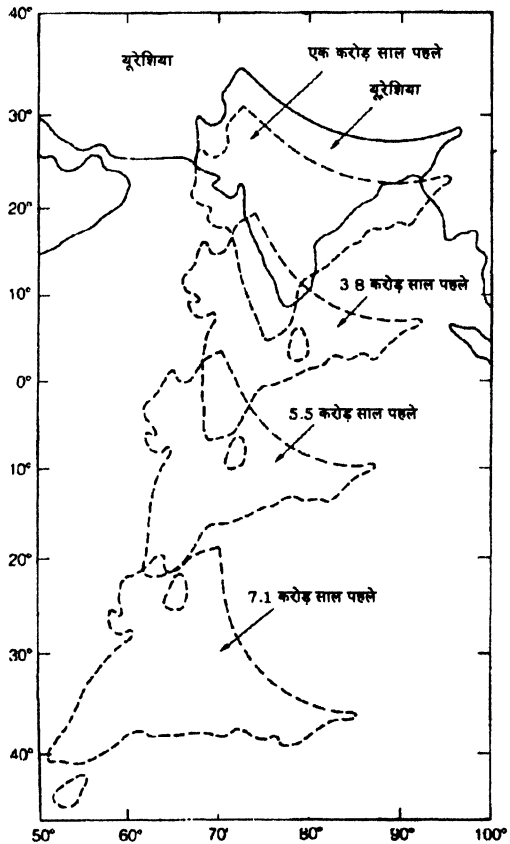 40°
यूरेशिया
एक करोड़ साल पहले
यूरेशिया
30°
20°
10°
3 8 करोड़ साल पहले
0°
5.5 करोड़ साल पहले
10°
20°
7.1 करोड़ साल पहले
30°
40°
50° 60° 70° 80° 90° 100°